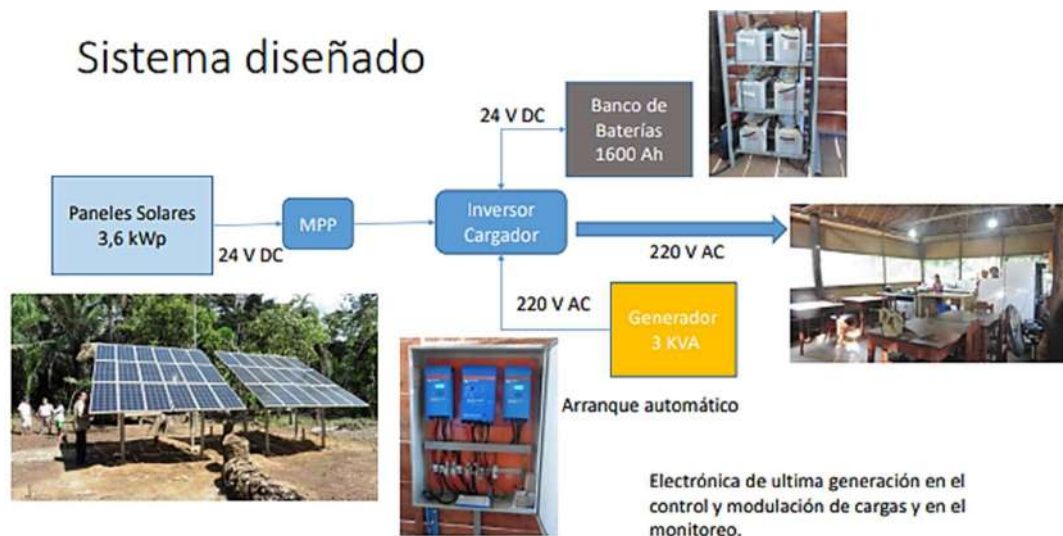 Sistema diseñado
24 V DC
Banco de
Baterías
1600 Ah
Paneles Solares
3,6 kWp
24 V DC
MPP
Inversor
Cargador
220 V AC
220 V AC
Generador
3 KVA
Arranque automático
Electrónica de ultima generación en el
control y modulación de cargas y en el
monitoreo.